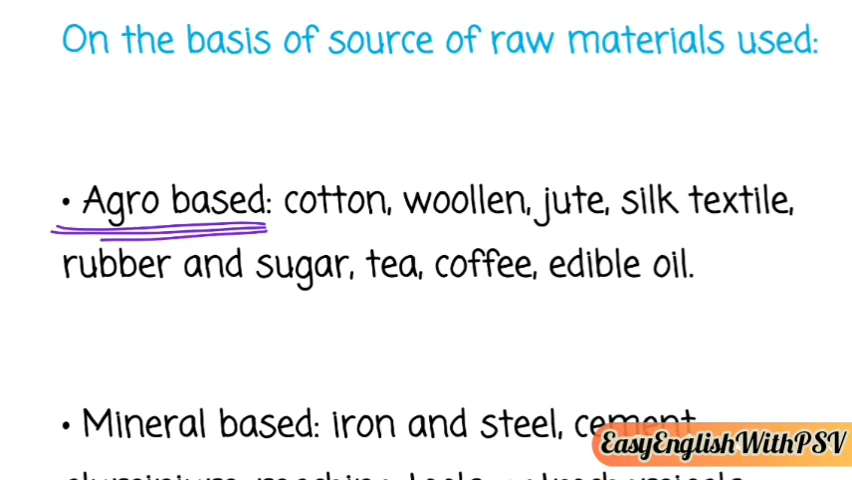 On the basis of source of raw materials used:
• Agro based: cotton, woollen, jute, silk textile,
rubber and sugar, tea, coffee, edible oil.
• Mineral based: iron and steel, cement
EasyEnglishWithPSV